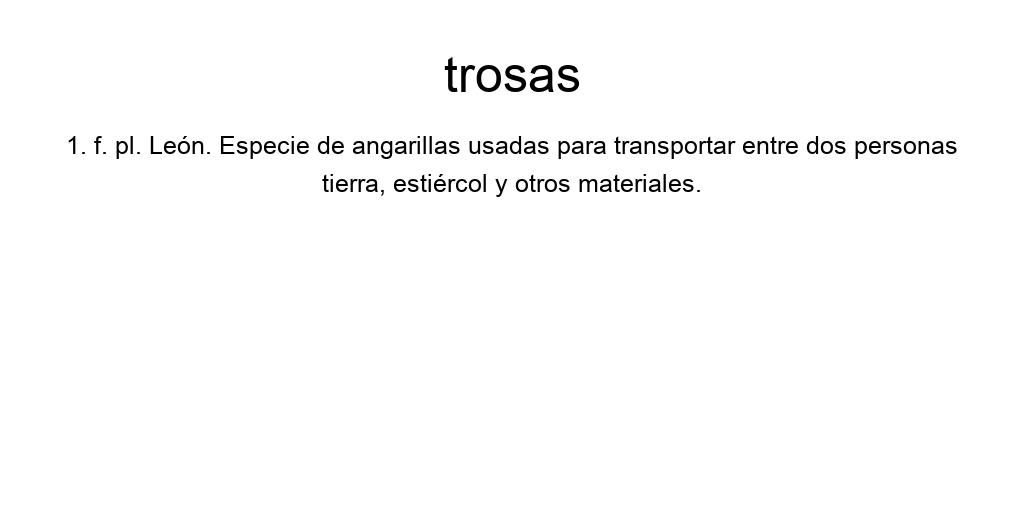 trosas
1. f. pl. León. Especie de angarillas usadas para transportar entre dos personas
tierra, estiércol y otros materiales.